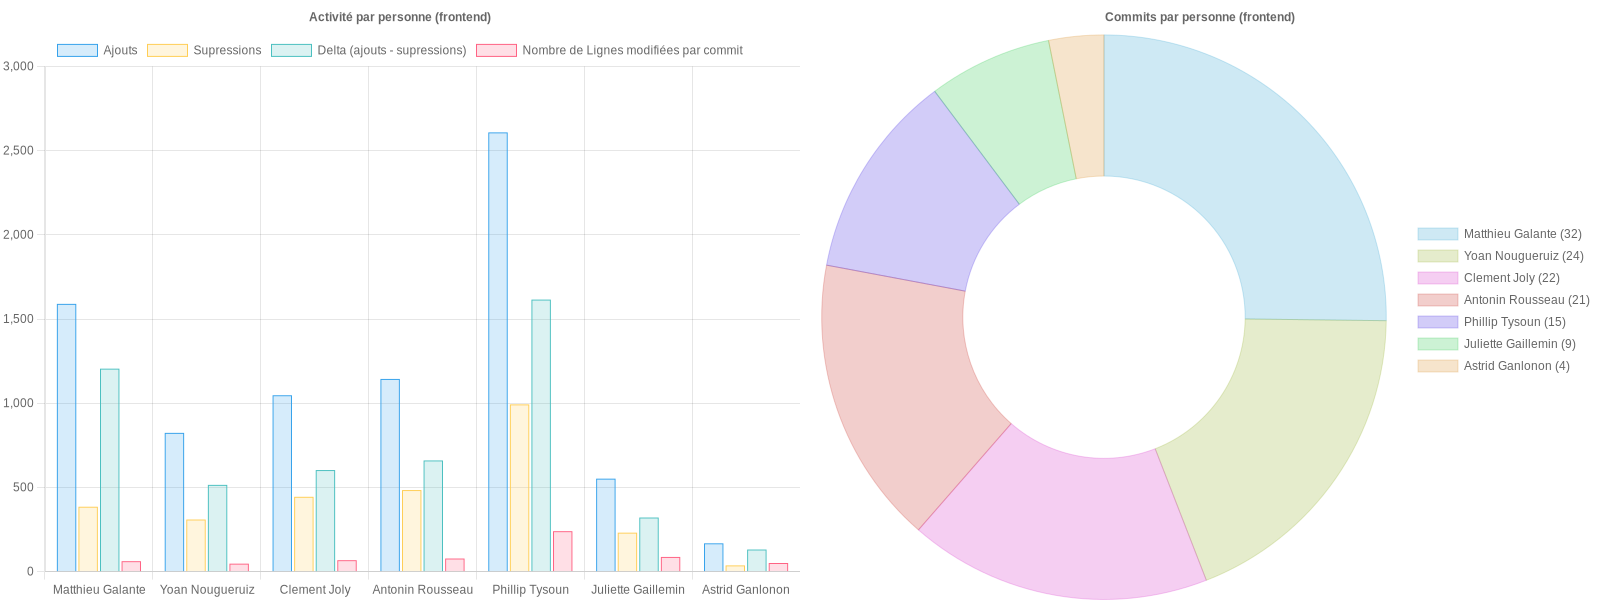 Activité par personne (frontend)
Ajouts
Supressions
Delta (ajouts - supressions)
Nombre de Lignes modifiées par commit
3,000
2,500
2,000
1,500
1,000
500
0
Matthieu Galante
Yoan Nougueruiz
Clement Joly
Antonin Rousseau
Phillip Tysoun
Juliette Gaillemin
Astrid Ganlonon
Commits par personne (frontend)
Matthieu Galante (32)
Yoan Nougueruiz (24)
Clement Joly (22)
Antonin Rousseau (21)
Phillip Tysoun (15)
Juliette Gaillemin (9)
Astrid Ganlonon (4)